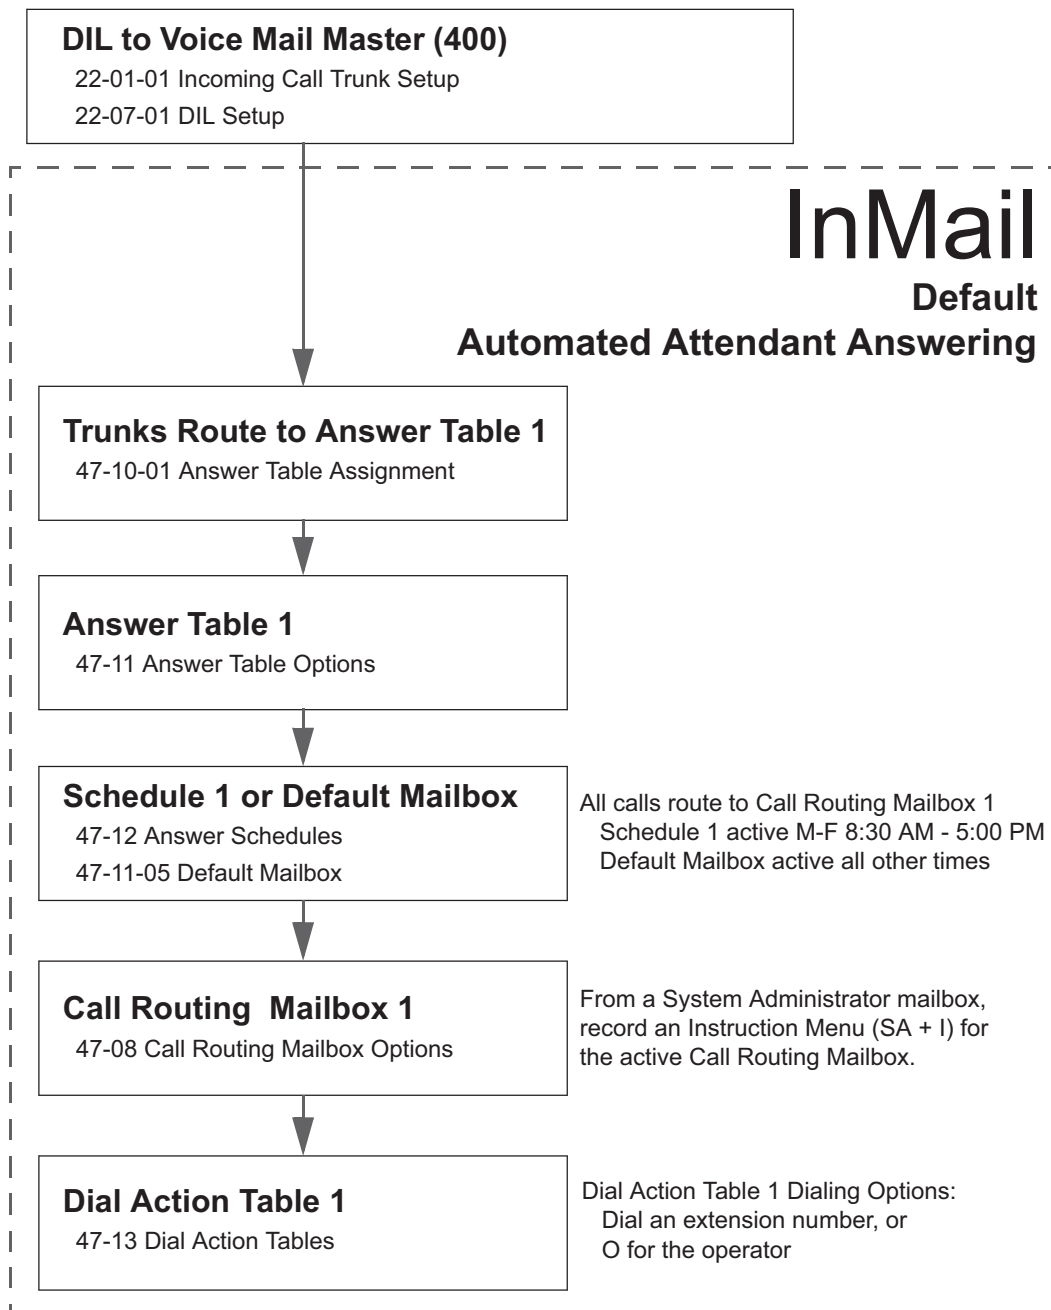 DIL to Voice Mail Master (400)
22-01-01 Incoming Call Trunk Setup
22-07-01 DIL Setup
InMail
Default
Automated Attendant Answering
Trunks Route to Answer Table 1
47-10-01 Answer Table Assignment
Answer Table 1
47-11 Answer Table Options
Schedule 1 or Default Mailbox
47-12 Answer Schedules
47-11-05 Default Mailbox
All calls route to Call Routing Mailbox 1
Schedule 1 active M-F 8:30 AM - 5:00 PM
Default Mailbox active all other times
Call Routing  Mailbox 1
47-08 Call Routing Mailbox Options
From a System Administrator mailbox,
record an Instruction Menu (SA + I) for
the active Call Routing Mailbox.
Dial Action Table 1
47-13 Dial Action Tables
Dial Action Table 1 Dialing Options:
Dial an extension number, or
O for the operator